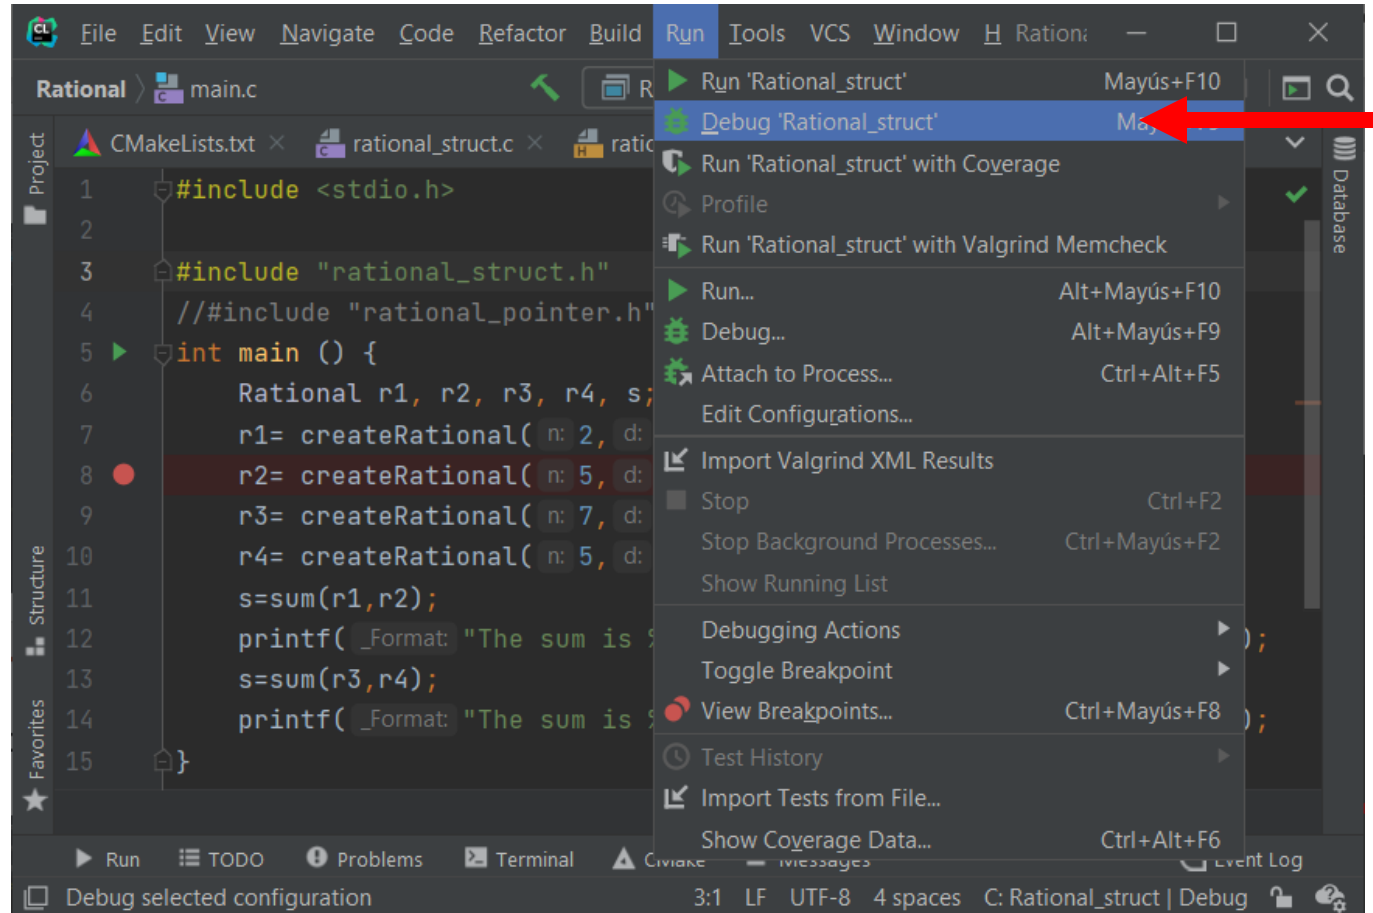 CL File Edit View Navigate Code Refactor Build Run Tools VCS Window H
Rational main.c
CMakeLists.txt rational_struct.c
Project
Structure
Favorites
Database
1 #include <stdio.h>
2
3 #include "rational_struct.h"
4 //#include "rational_pointer.h"
5 int main () {
6 Rational r1, r2, r3, r4, s;
7 r1= createRational( n: 2, d:
8 r2= createRational( n: 5, d:
9 r3= createRational( n: 7, d:
10 r4= createRational( n: 5, d:
11 s=sum(r1,r2);
12 printf( _Format: "The sum is % );
13 s=sum(r3,r4);
14 printf( _Format: "The sum is );
15 }
Run 'Rational_struct' Mayús+F10
Debug 'Rational_struct'
Run 'Rational_struct' with Coverage
Profile
Run 'Rational_struct' with Valgrind Memcheck
Run... Alt+Mayús+F10
Debug... Alt+Mayús+F9
Attach to Process... Ctrl+Alt+F5
Edit Configurations...
Import Valgrind XML Results
Stop Ctrl+F2
Stop Background Processes... Ctrl+Mayús+F2
Show Running List
Debugging Actions
Toggle Breakpoint
View Breakpoints... Ctrl+Mayús+F8
Test History
Import Tests from File...
Show Coverage Data... Ctrl+Alt+F6
Run TODO Problems Terminal CMake Messages Event Log
Debug selected configuration 3:1 LF UTF-8 4 spaces C: Rational_struct | Debug